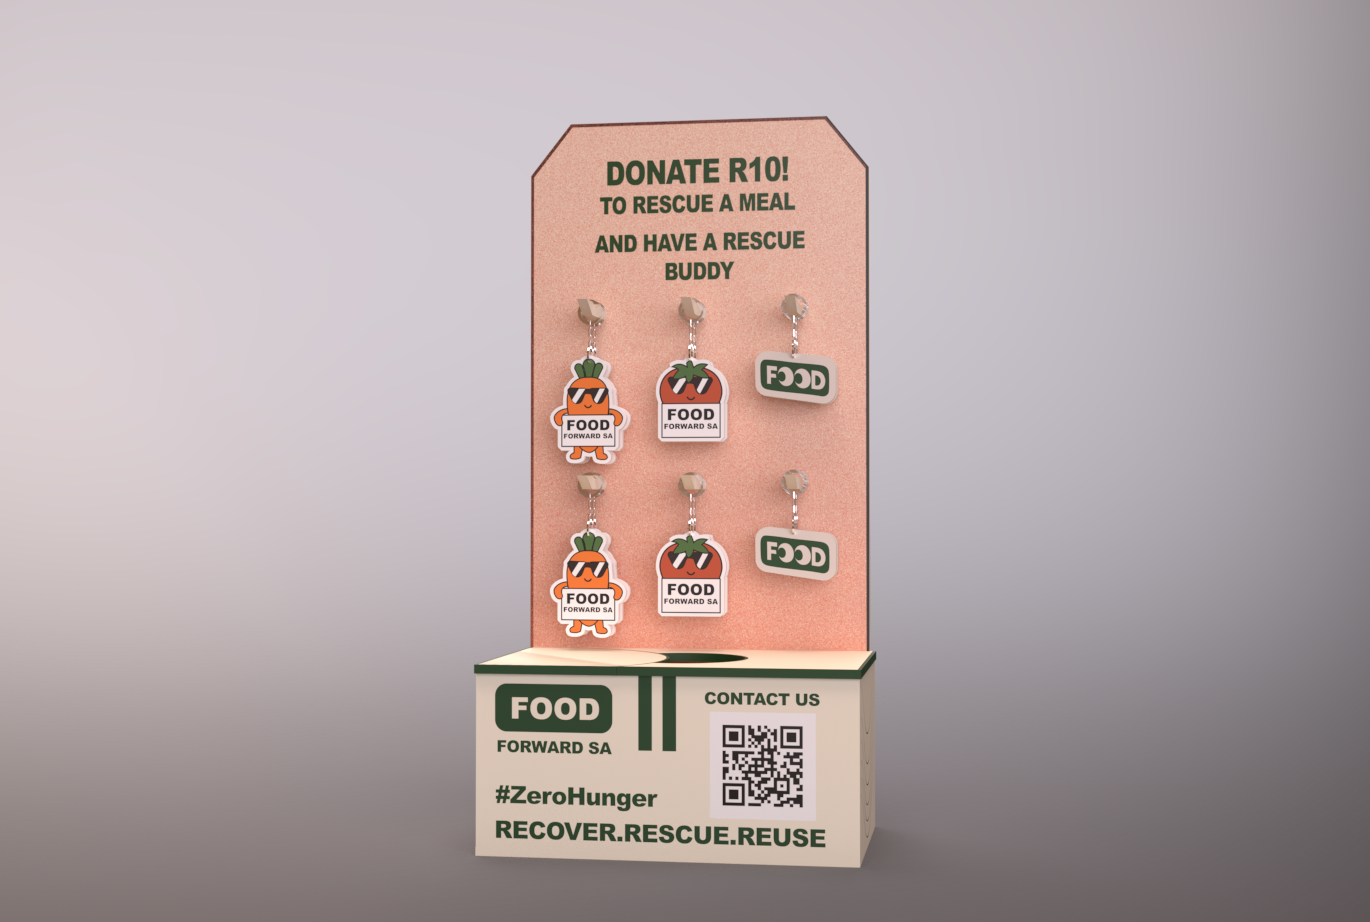 DONATE R10!
TO RESCUE A MEAL
AND HAVE A RESCUE
BUDDY
FOOD
FORWARD SA
FOOD
FORWARD SA
FOOD
FOOD
FORWARD SA
FOOD
FORWARD SA
FOOD
FOOD
FORWARD SA
CONTACT US
#ZeroHunger
RECOVER.RESCUE.REUSE